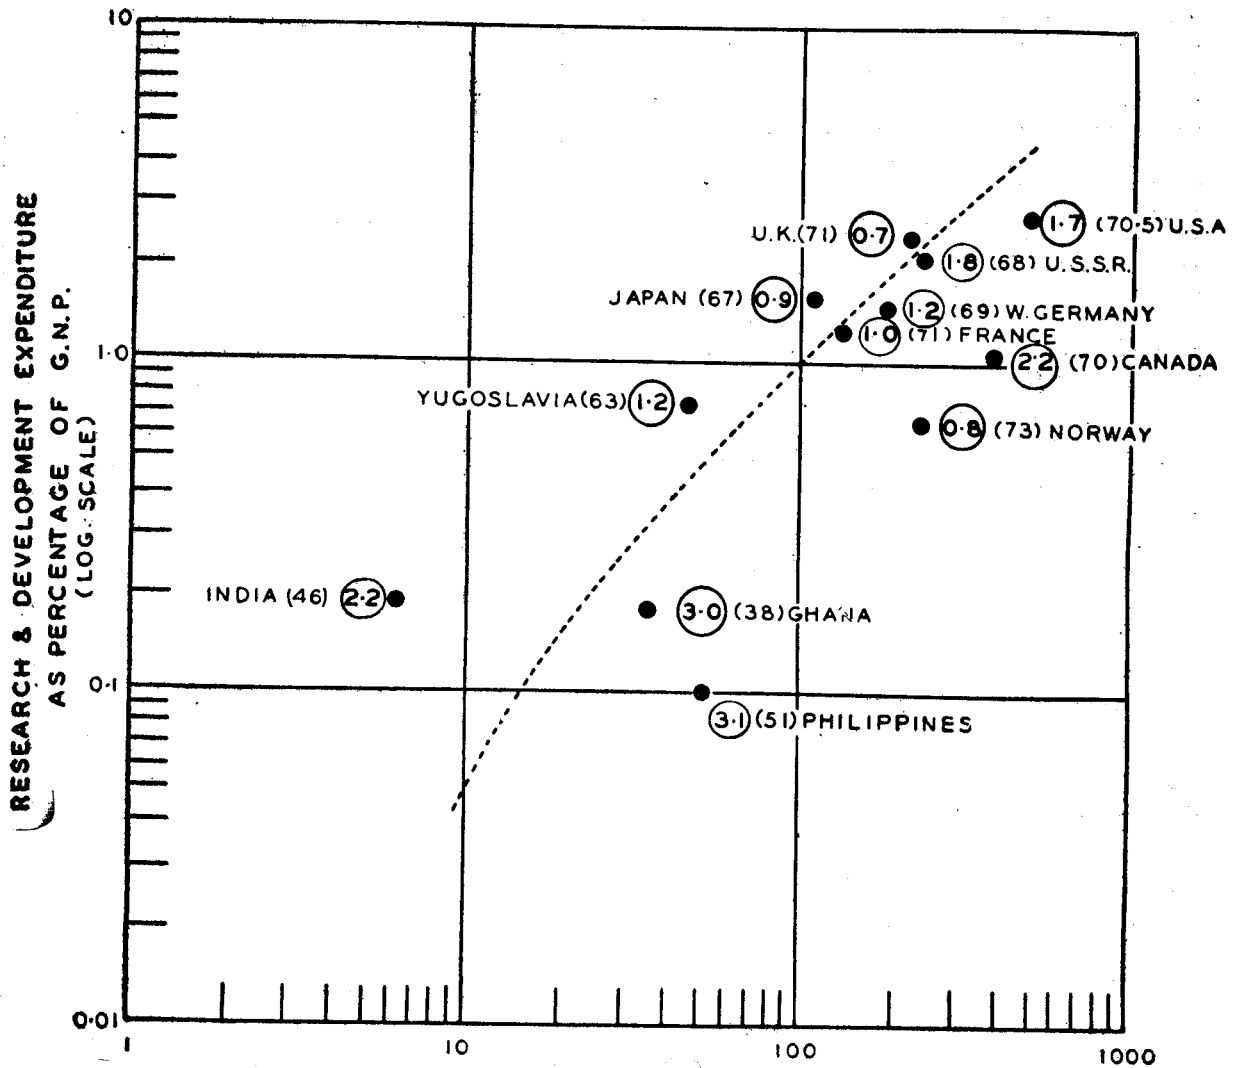 RESEARCH & DEVELOPMENT EXPENDITURE
AS PERCENTAGE OF G.N.P.
(LOG. SCALE)
10
U.K.(71) 0·7
1·7 (70·5) U.S.A
1·8 (68) U.S.S.R.
JAPAN (67) 0·9
1·2 (69) W. GERMANY
1·0 (71) FRANCE
1·0
2·2 (70) CANADA
YUGOSLAVIA (63) 1·2
0·8 (73) NORWAY
INDIA (46) 2·2
3·0 (38) GHANA
0·1
3·1 (51) PHILIPPINES
0·01
1 10 100 1000